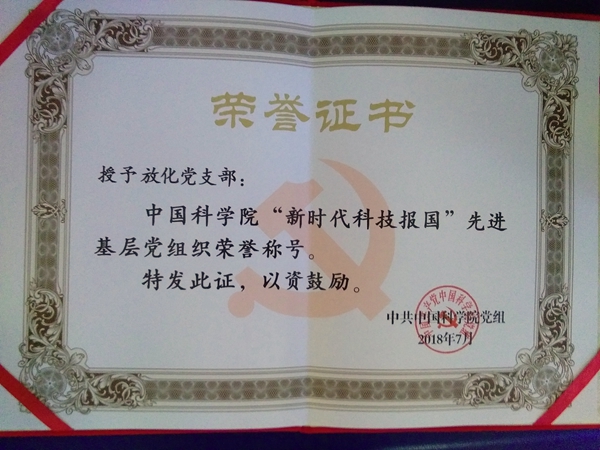 荣誉证书
授予放化党支部：
中国科学院“新时代科技报国”先进
基层党组织荣誉称号。
特发此证，以资鼓励。
中共中国科学院党组
2018年7月